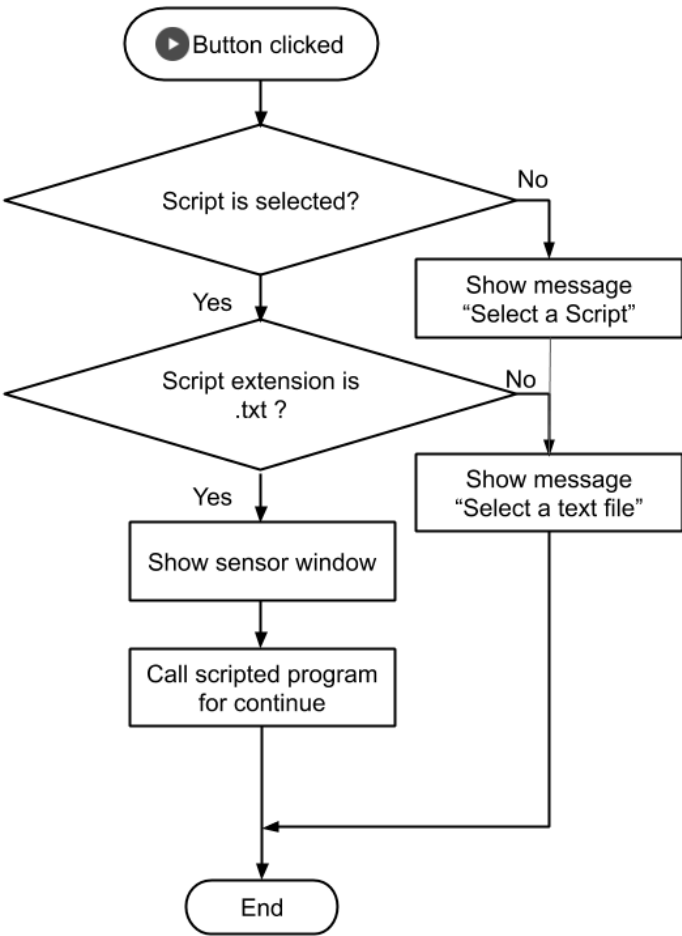 Button clicked
Script is selected?
No
Show message
“Select a Script”
Yes
Script extension is
.txt ?
No
Show message
“Select a text file”
Yes
Show sensor window
Call scripted program
for continue
End